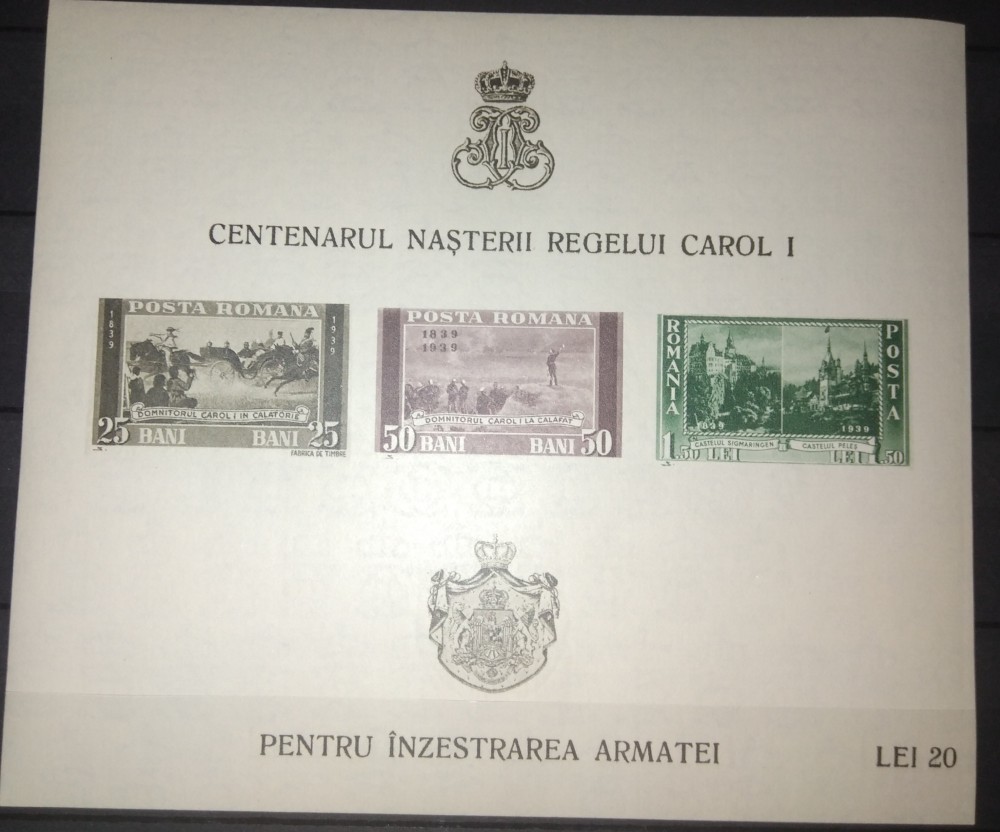 CENTENARUL NAȘTERII REGELUI CAROL I
POSTA ROMANA
1839
1939
DOMNITORUL CAROL I IN CALATORIE
25 BANI BANI 25
FABRICA DE TIMBRE
POSTA ROMANA
1839
1939
DOMNITORUL CAROL I LA CALAFAT
50 BANI BANI 50
ROMANIA
POSTA
1839
1939
CASTELUL SIGMARINGEN
CASTELUL PELEȘ
1.50 LEI LEI 1.50
PENTRU ÎNZESTRAREA ARMATEI
LEI 20